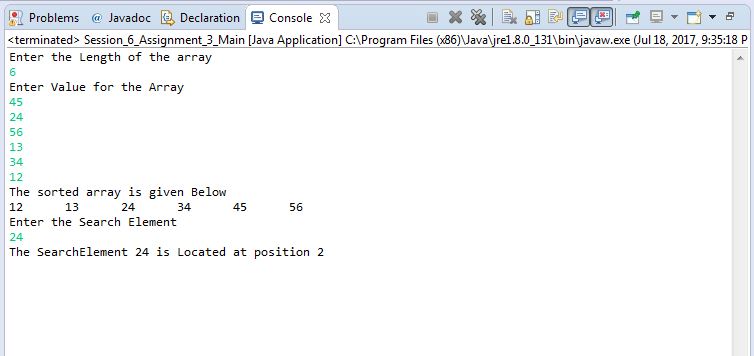 Problems @ Javadoc Declaration Console
<terminated> Session_6_Assignment_3_Main [Java Application] C:\Program Files (x86)\Java\jre1.8.0_131\bin\javaw.exe (Jul 18, 2017, 9:35:18 P
Enter the Length of the array
6
Enter Value for the Array
45
24
56
13
34
12
The sorted array is given Below
12 13 24 34 45 56
Enter the Search Element
24
The SearchElement 24 is Located at position 2